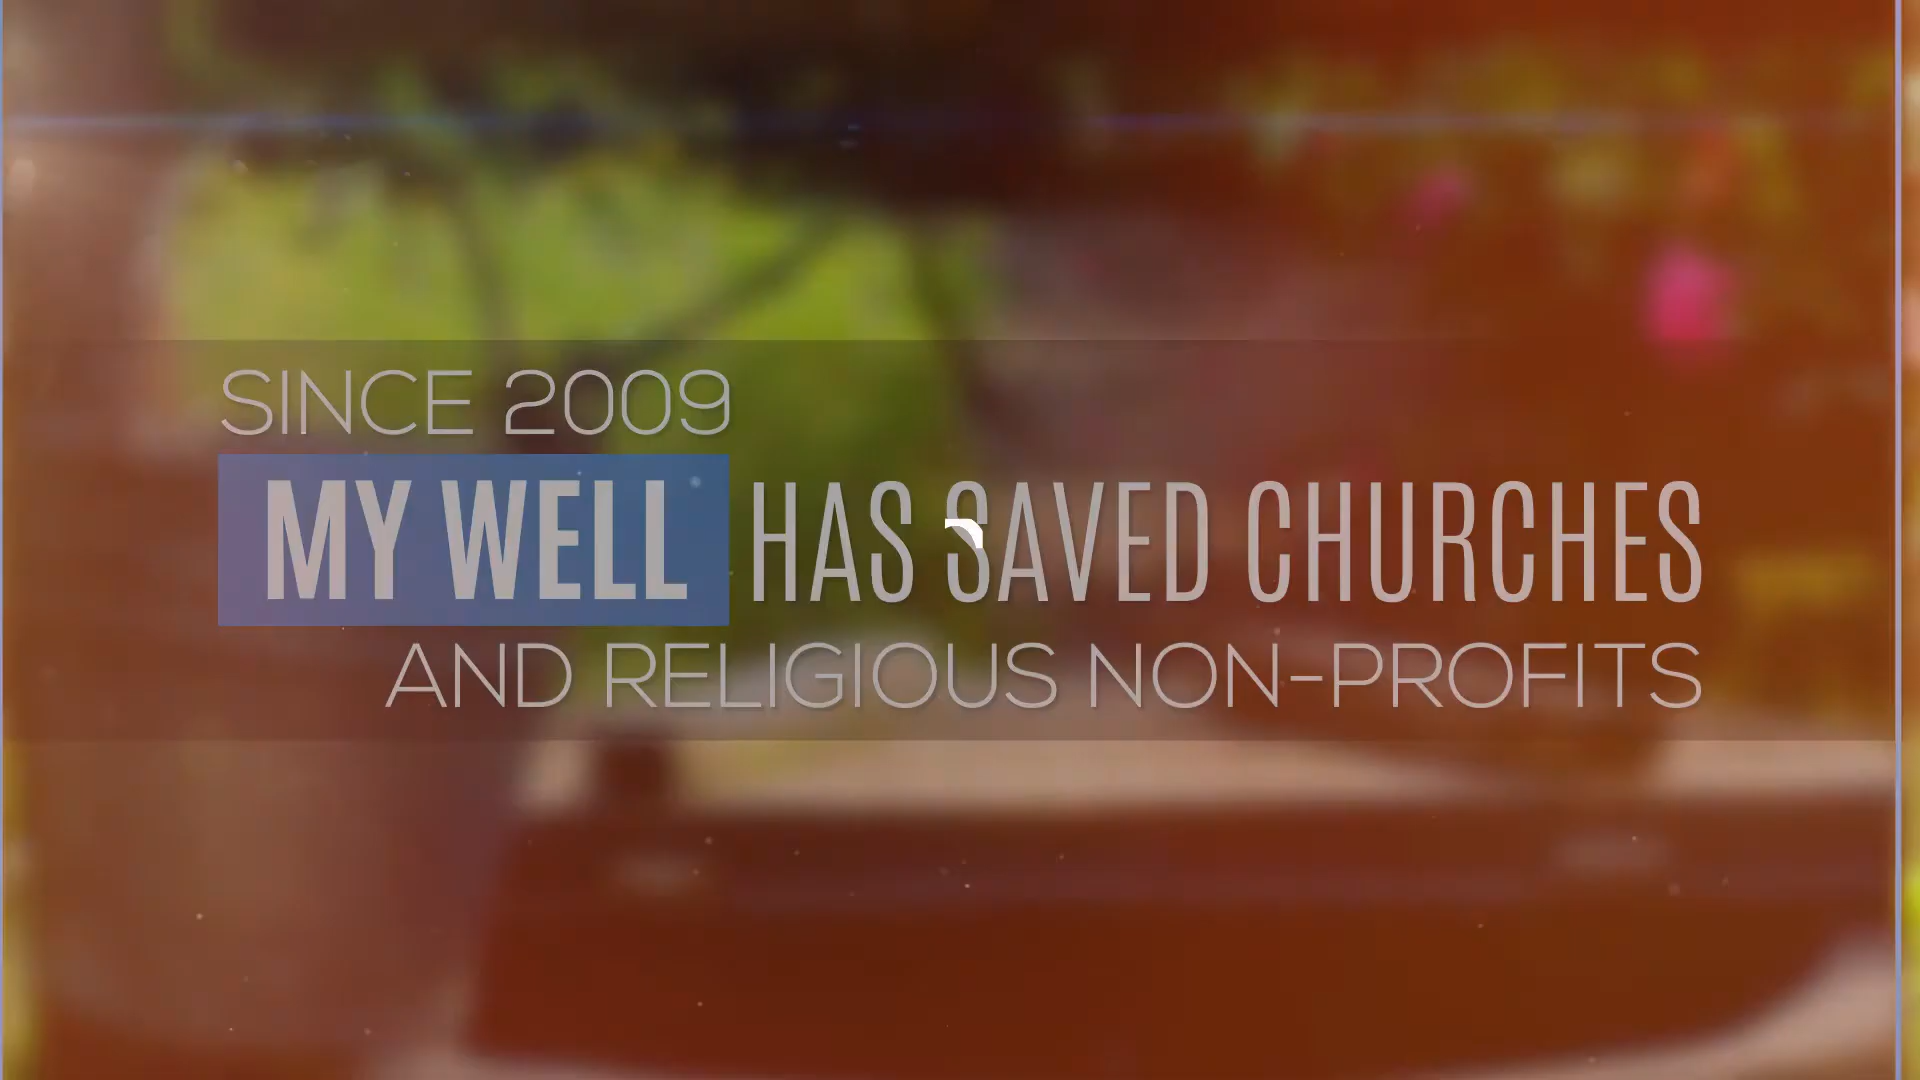 SINCE 2009
MY WELL HAS SAVED CHURCHES
AND RELIGIOUS NON-PROFITS